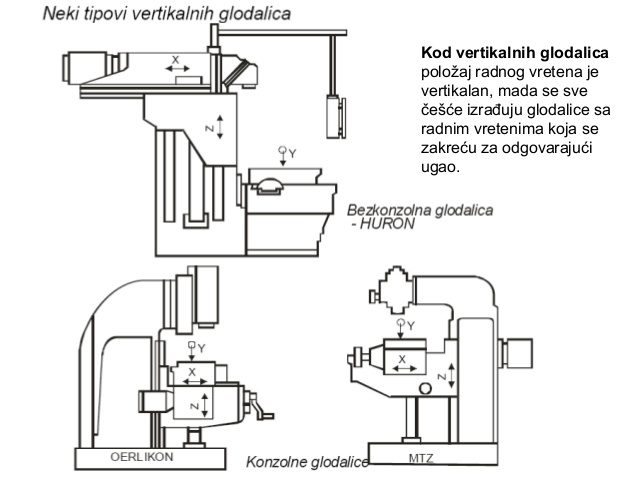 Neki tipovi vertikalnih glodalica
Kod vertikalnih glodalica
položaj radnog vretena je
vertikalan, mada se sve
češće izrađuju glodalice sa
radnim vretenima koja se
zakreću za odgovarajući
ugao.
X
Z
Y
Bezkonzolna glodalica
- HURON
Y
X
Z
OERLIKON
Konzolne glodalice
Y
X
Z
MTZ